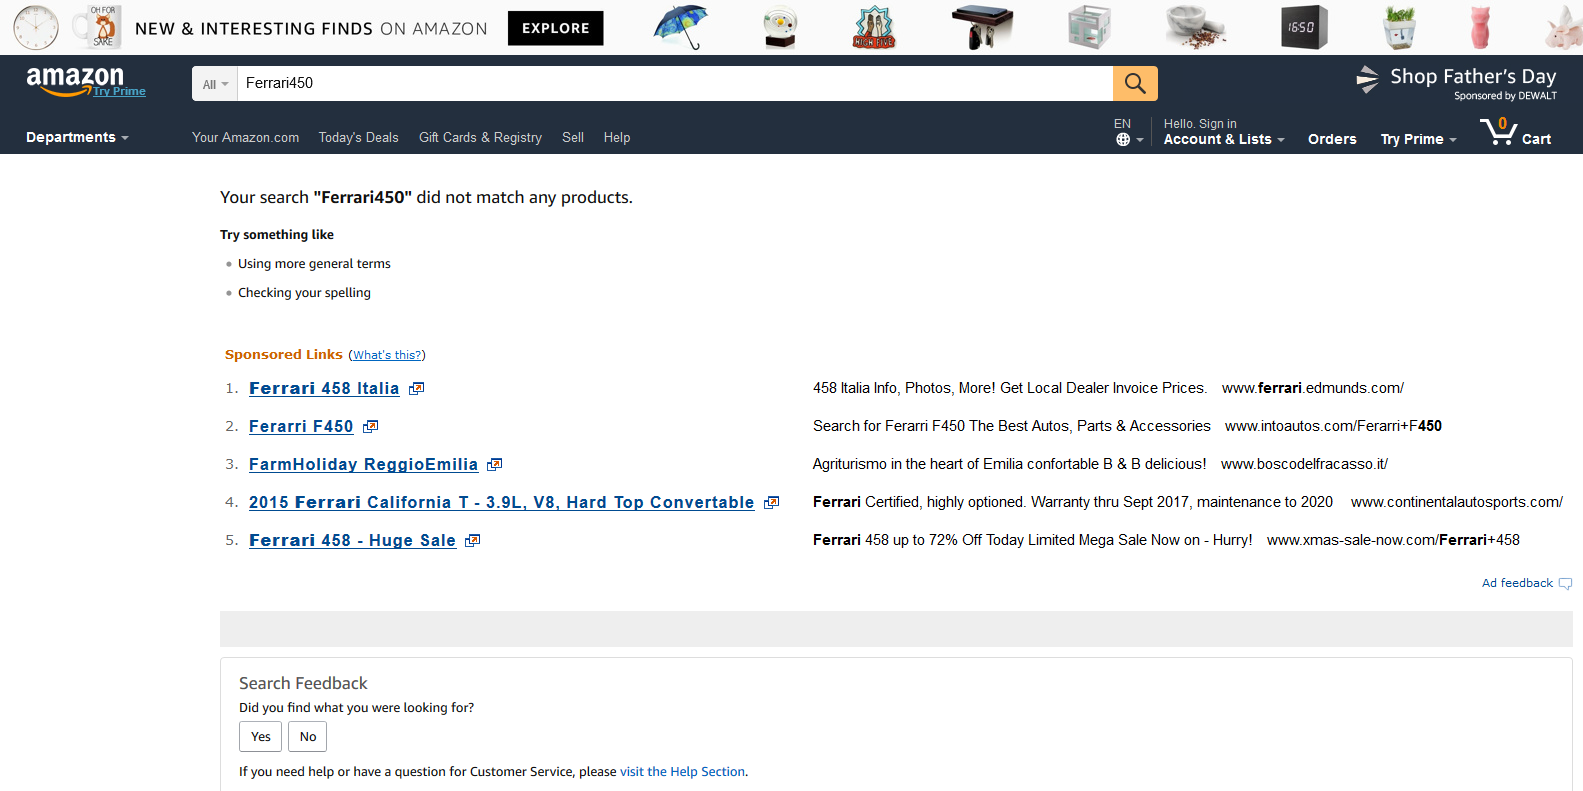 OH FOR
SAKE
NEW & INTERESTING FINDS ON AMAZON
EXPLORE
HIGH FIVE
16:50
amazon
Try Prime
All
Ferrari450
Shop Father's Day
Sponsored by DEWALT
Departments
Your Amazon.com Today's Deals Gift Cards & Registry Sell Help
EN
Hello. Sign in
Account & Lists
Orders
Try Prime
0
Cart
Your search "Ferrari450" did not match any products.
Try something like
Using more general terms
Checking your spelling
Sponsored Links (What's this?)
1. Ferrari 458 Italia 458 Italia Info, Photos, More! Get Local Dealer Invoice Prices. www.ferrari.edmunds.com/
2. Ferarri F450 Search for Ferarri F450 The Best Autos, Parts & Accessories www.intoautos.com/Ferarri+F450
3. FarmHoliday ReggioEmilia Agriturismo in the heart of Emilia confortable B & B delicious! www.boscodelfracasso.it/
4. 2015 Ferrari California T - 3.9L, V8, Hard Top Convertable Ferrari Certified, highly optioned. Warranty thru Sept 2017, maintenance to 2020 www.continentalautosports.com/
5. Ferrari 458 - Huge Sale Ferrari 458 up to 72% Off Today Limited Mega Sale Now on - Hurry! www.xmas-sale-now.com/Ferrari+458
Ad feedback
Search Feedback
Did you find what you were looking for?
Yes No
If you need help or have a question for Customer Service, please visit the Help Section.